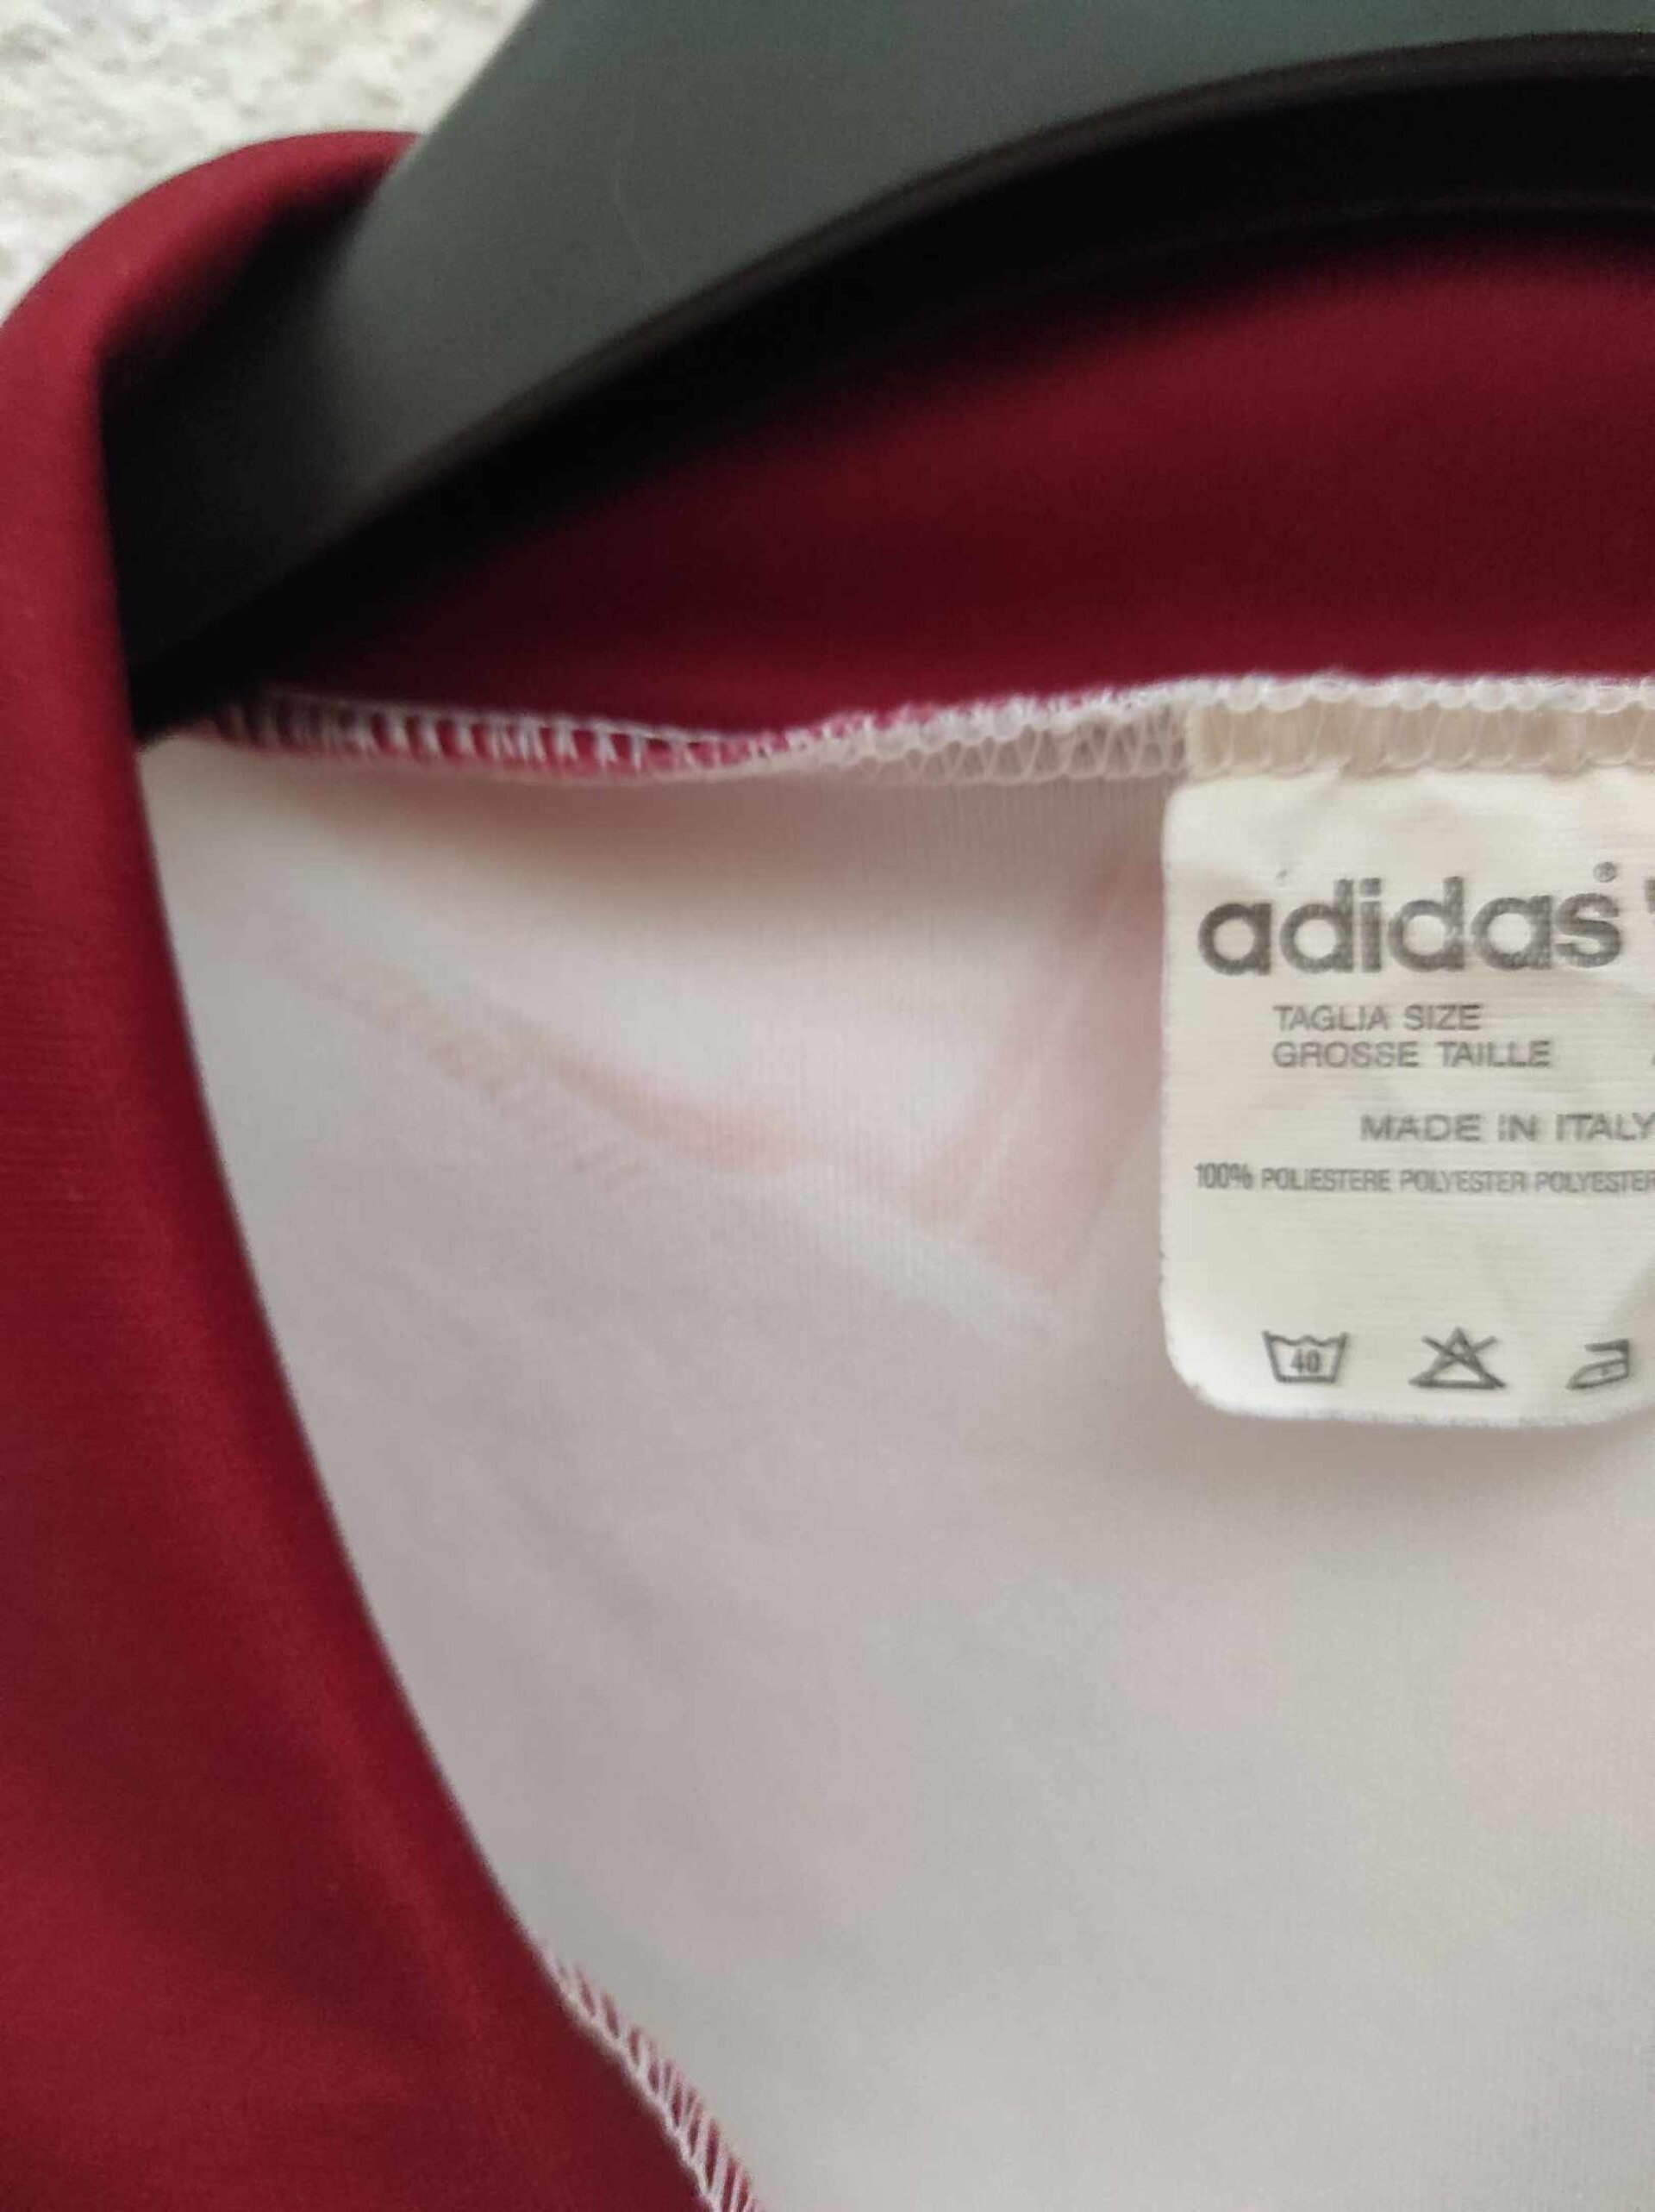 adidas®
TAGLIA SIZE
GROSSE TAILLE
MADE IN ITALY
100% POLIESTERE POLYESTER POLYESTER
40